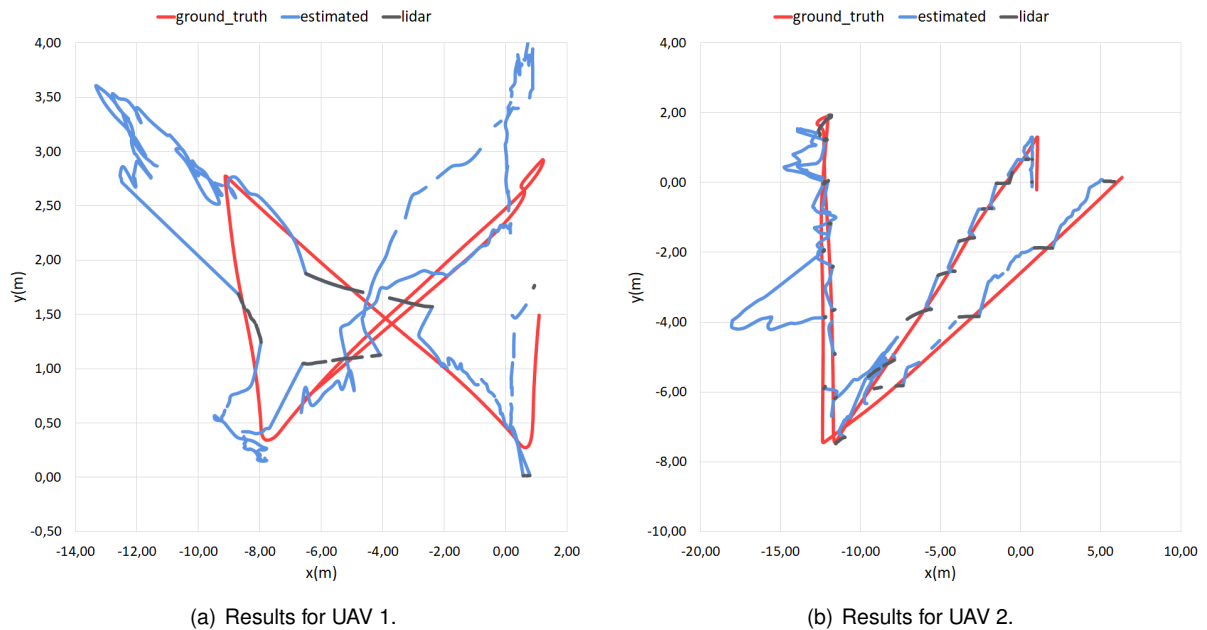 ground_truth estimated lidar
4,00
3,50
3,00
2,50
2,00
1,50
1,00
0,50
0,00
-0,50
y(m)
-14,00 -12,00 -10,00 -8,00 -6,00 -4,00 -2,00 0,00 2,00
x(m)
(a) Results for UAV 1.
ground_truth estimated lidar
4,00
2,00
0,00
-2,00
-4,00
-6,00
-8,00
-10,00
y(m)
-20,00 -15,00 -10,00 -5,00 0,00 5,00 10,00
x(m)
(b) Results for UAV 2.